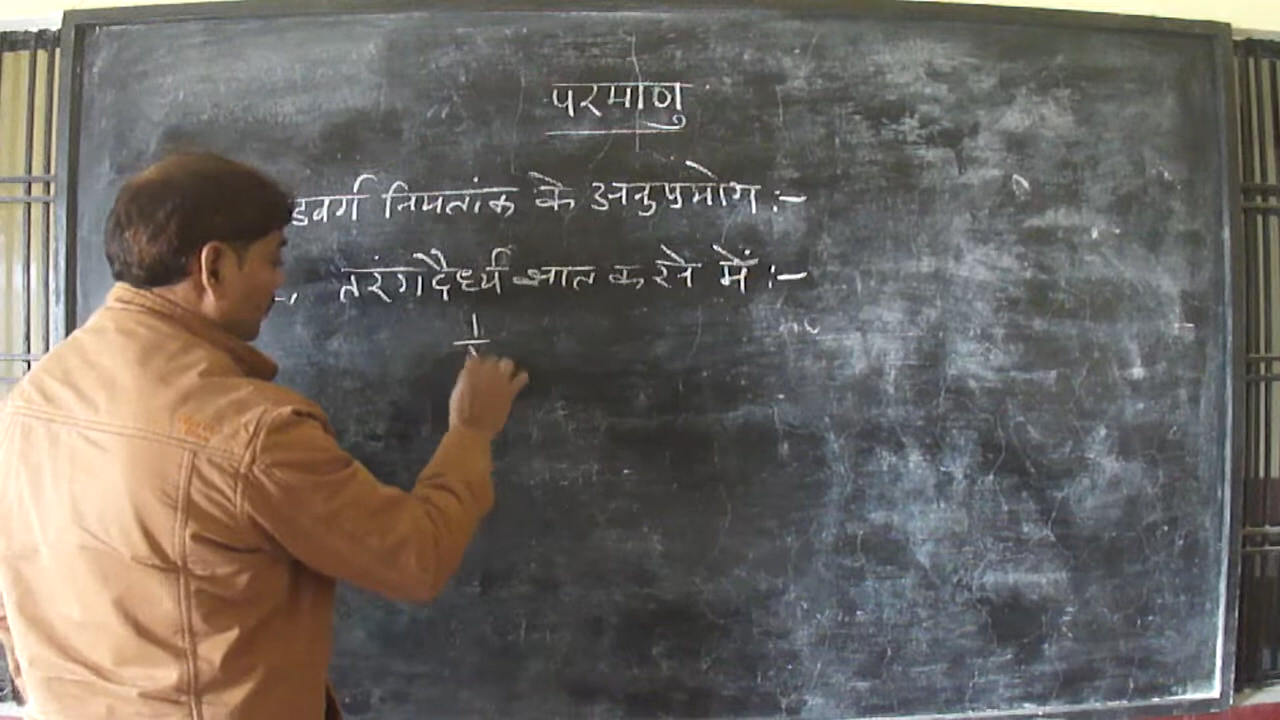 परमाणु
डवर्ग नियतांक के अनुप्रयोग :-
तरंगदैर्ध्य ज्ञात करने में :-
1